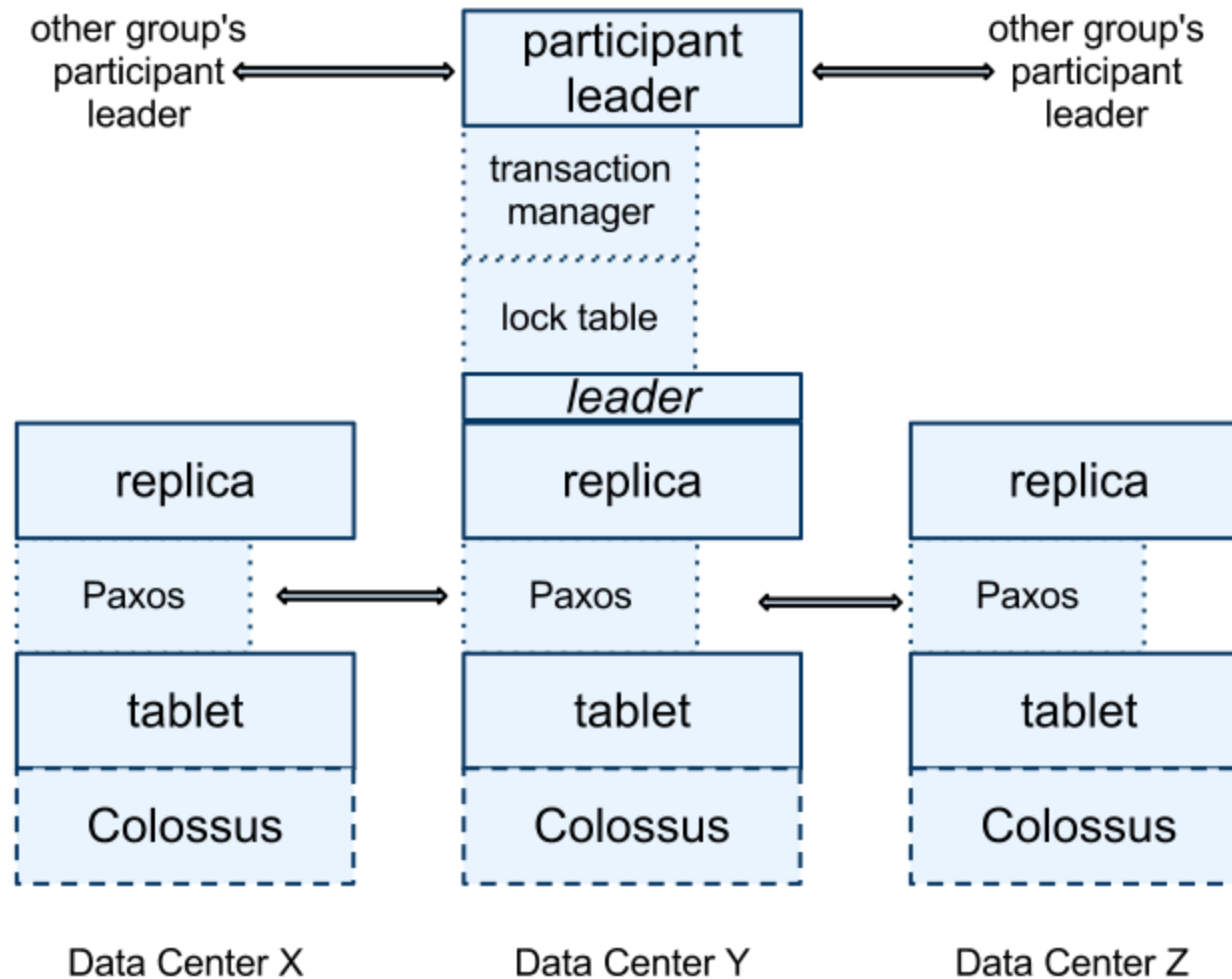 other group's
participant
leader
participant
leader
other group's
participant
leader
transaction
manager
lock table
leader
replica
replica
replica
Paxos
Paxos
Paxos
tablet
tablet
tablet
Colossus
Colossus
Colossus
Data Center X
Data Center Y
Data Center Z